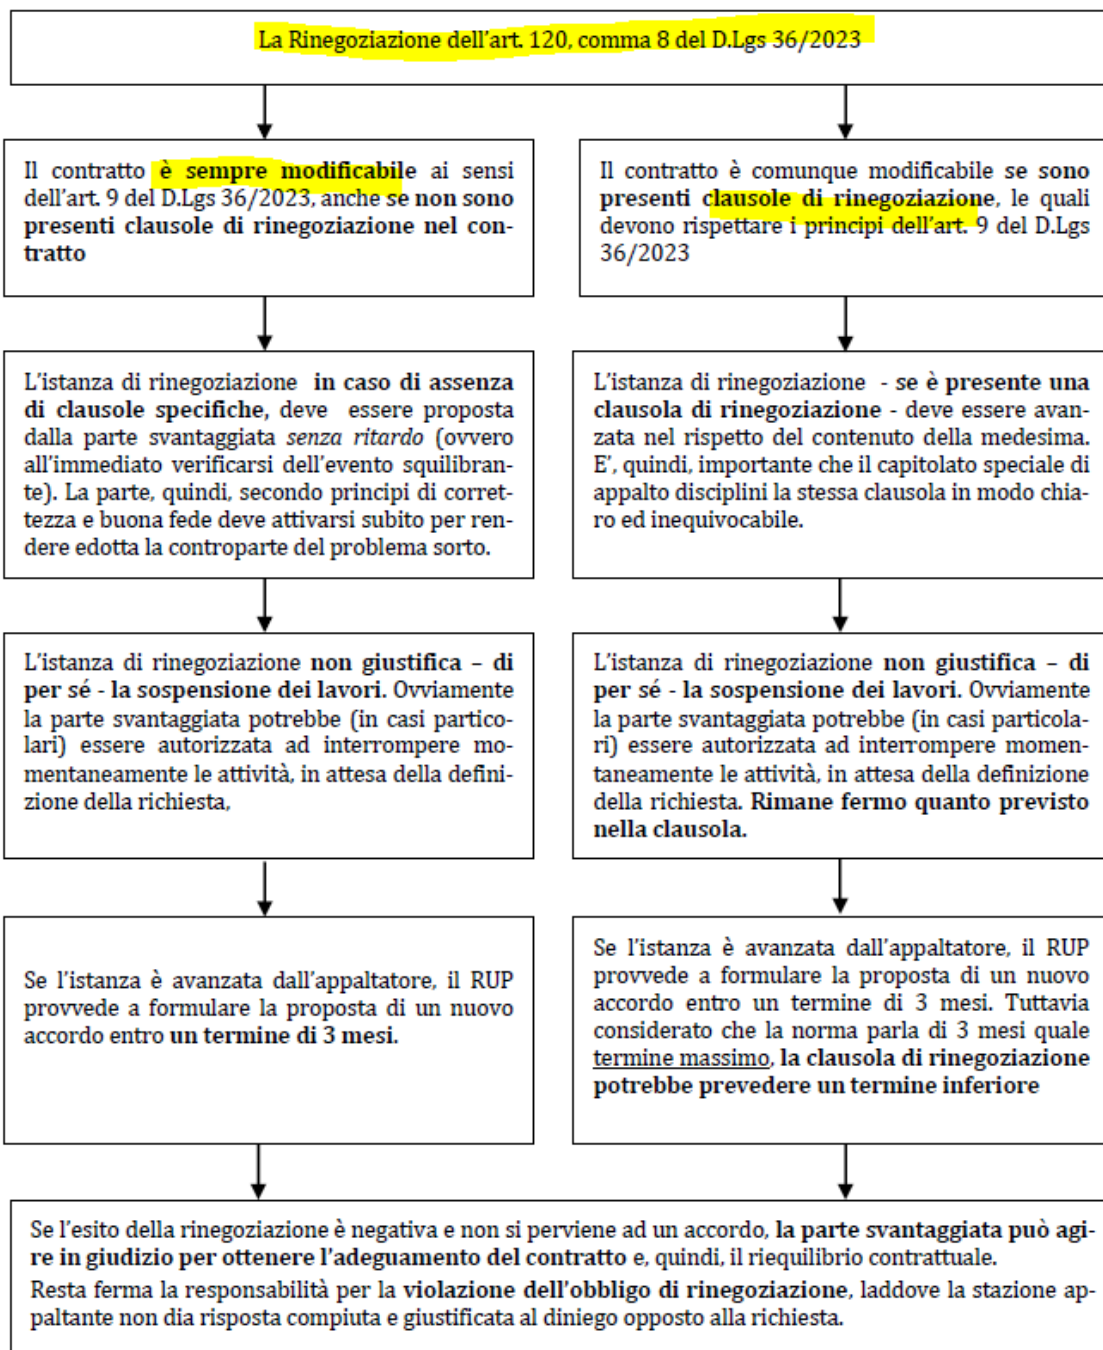 La Rinegoziazione dell'art. 120, comma 8 del D.Lgs 36/2023
Il contratto è sempre modificabile ai sensi
dell'art. 9 del D.Lgs 36/2023, anche se non sono
presenti clausole di rinegoziazione nel con-
tratto
Il contratto è comunque modificabile se sono
presenti clausole di rinegoziazione, le quali
devono rispettare i principi dell'art. 9 del D.Lgs
36/2023
L'istanza di rinegoziazione in caso di assenza
di clausole specifiche, deve essere proposta
dalla parte svantaggiata senza ritardo (ovvero
all'immediato verificarsi dell'evento squilibran-
te). La parte, quindi, secondo principi di corret-
tezza e buona fede deve attivarsi subito per ren-
dere edotta la controparte del problema sorto.
L'istanza di rinegoziazione - se è presente una
clausola di rinegoziazione - deve essere avan-
zata nel rispetto del contenuto della medesima.
E', quindi, importante che il capitolato speciale di
appalto disciplini la stessa clausola in modo chia-
ro ed inequivocabile.
L'istanza di rinegoziazione non giustifica – di
per sé - la sospensione dei lavori. Ovviamente
la parte svantaggiata potrebbe (in casi partico-
lari) essere autorizzata ad interrompere mo-
mentaneamente le attività, in attesa della defini-
zione della richiesta,
L'istanza di rinegoziazione non giustifica – di
per sé - la sospensione dei lavori. Ovviamente
la parte svantaggiata potrebbe (in casi particola-
ri) essere autorizzata ad interrompere momen-
taneamente le attività, in attesa della definizione
della richiesta. Rimane fermo quanto previsto
nella clausola.
Se l'istanza è avanzata dall'appaltatore, il RUP
provvede a formulare la proposta di un nuovo
accordo entro un termine di 3 mesi.
Se l'istanza è avanzata dall'appaltatore, il RUP
provvede a formulare la proposta di un nuovo
accordo entro un termine di 3 mesi. Tuttavia
considerato che la norma parla di 3 mesi quale
termine massimo, la clausola di rinegoziazione
potrebbe prevedere un termine inferiore
Se l'esito della rinegoziazione è negativa e non si perviene ad un accordo, la parte svantaggiata può agi-
re in giudizio per ottenere l'adeguamento del contratto e, quindi, il riequilibrio contrattuale.
Resta ferma la responsabilità per la violazione dell'obbligo di rinegoziazione, laddove la stazione ap-
paltante non dia risposta compiuta e giustificata al diniego opposto alla richiesta.